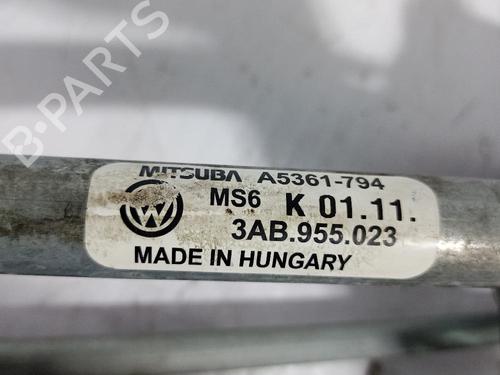 B-PARTS
MITSUBA A5361-794
MS6 K 01.11.
3AB.955.023
MADE IN HUNGARY